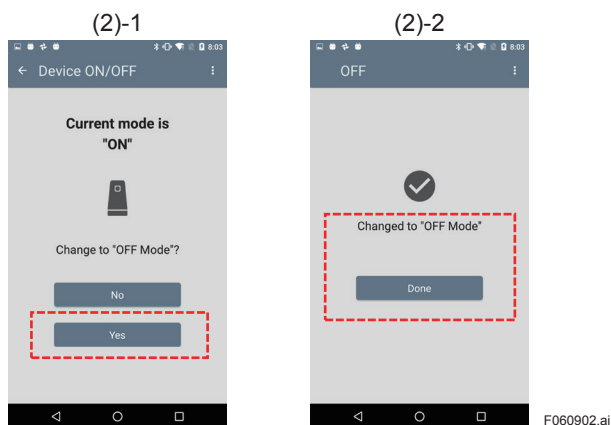 (2)-1
8:03
Device ON/OFF
Current mode is
"ON"
Change to "OFF Mode"?
No
Yes
(2)-2
8:03
OFF
Changed to "OFF Mode"
Done
F060902.ai